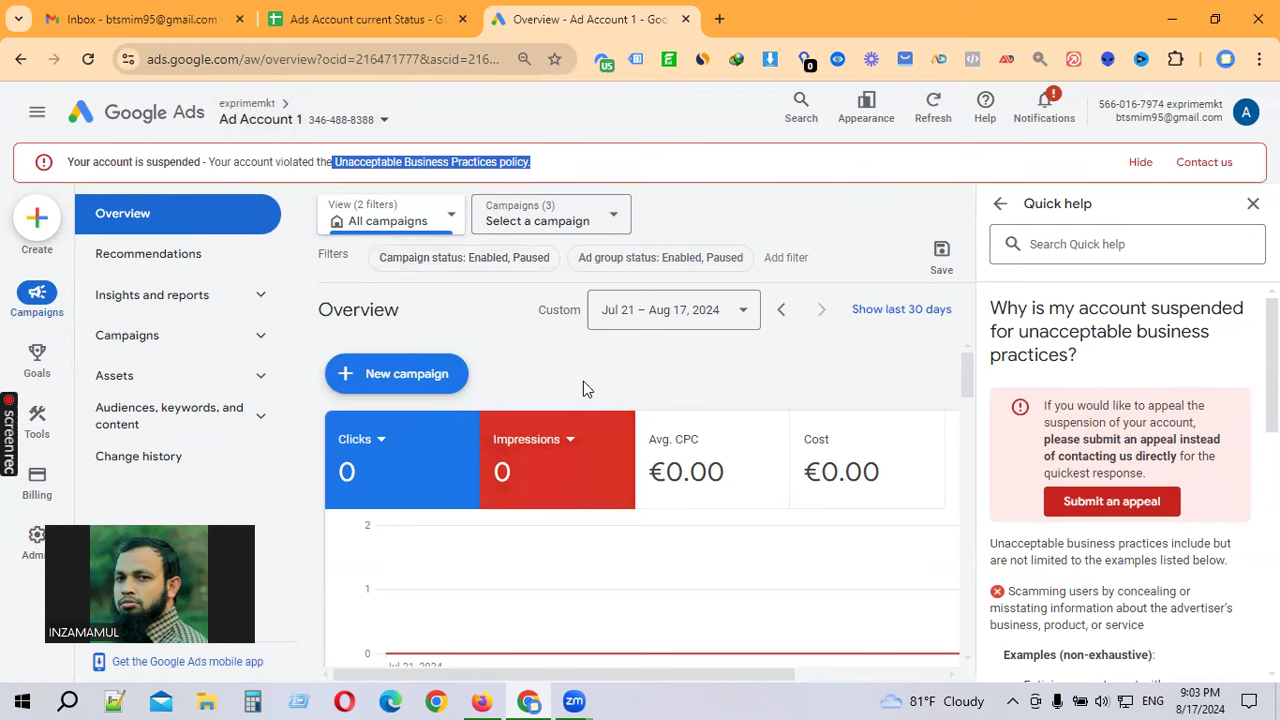 Inbox - btsmim95@gmail.com
Ads Account current Status - Go
Overview - Ad Account 1 - Goo
ads.google.com/aw/overview?ocid=216471777&ascid=216...
US
0
Google Ads
exprimemkt
Ad Account 1 346-488-8388
Search
Appearance
Refresh
Help
Notifications
566-016-7974 exprimemkt
btsmim95@gmail.com
A
Your account is suspended - Your account violated the Unacceptable Business Practices policy.
Hide
Contact us
Create
Campaigns
Goals
Tools
Billing
Admi
screen rec
Overview
Recommendations
Insights and reports
Campaigns
Assets
Audiences, keywords, and
content
Change history
Get the Google Ads mobile app
INZAMAMUL
View (2 filters)
All campaigns
Campaigns (3)
Select a campaign
Filters
Campaign status: Enabled, Paused
Ad group status: Enabled, Paused
Add filter
Save
Overview
Custom
Jul 21 – Aug 17, 2024
Show last 30 days
New campaign
Clicks
0
Impressions
0
Avg. CPC
€0.00
Cost
€0.00
2
1
0
Jul 21, 2024
Quick help
Search Quick help
Why is my account suspended
for unacceptable business
practices?
If you would like to appeal the
suspension of your account,
please submit an appeal instead
of contacting us directly for the
quickest response.
Submit an appeal
Unacceptable business practices include but
are not limited to the examples listed below.
Scamming users by concealing or
misstating information about the advertiser's
business, product, or service
Examples (non-exhaustive):
zm
81°F Cloudy
ENG
9:03 PM
8/17/2024